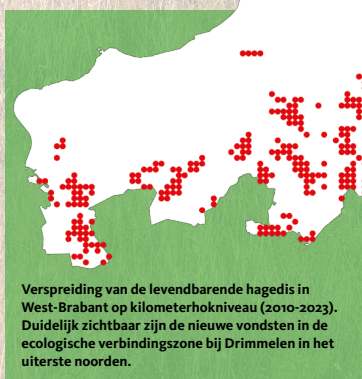 Verspreiding van de levendbarende hagedis in
West-Brabant op kilometerhokniveau (2010-2023).
Duidelijk zichtbaar zijn de nieuwe vondsten in de
ecologische verbindingszone bij Drimmelen in het
uiterste noorden.